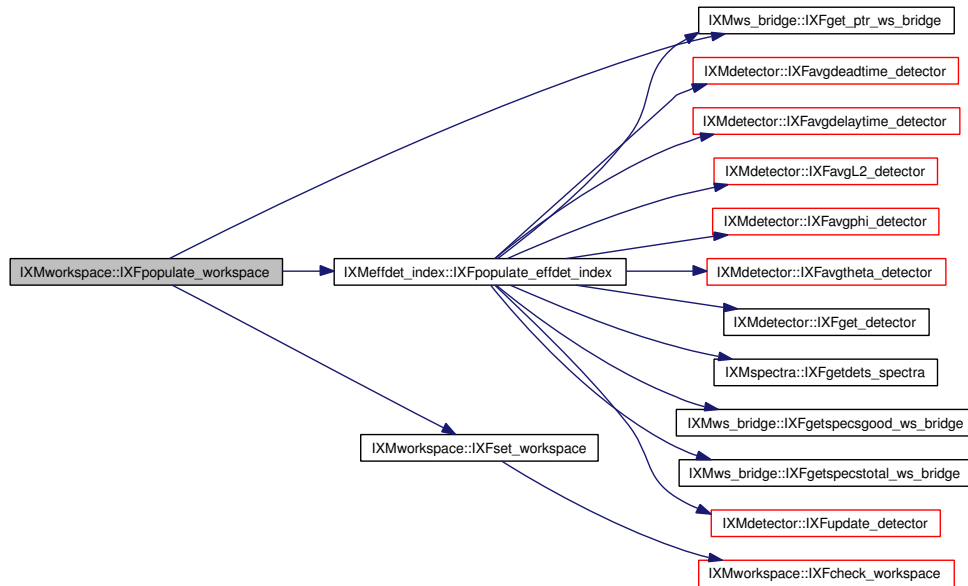 IXMws_bridge::IXFget_ptr_ws_bridge
IXMdetector::IXFavgdeadtime_detector
IXMdetector::IXFavgdelaytime_detector
IXMdetector::IXFavgL2_detector
IXMdetector::IXFavgphi_detector
IXMworkspace::IXFpopulate_workspace
IXMeffdet_index::IXFpopulate_effdet_index
IXMdetector::IXFavgtheta_detector
IXMdetector::IXFget_detector
IXMspectra::IXFgetdets_spectra
IXMws_bridge::IXFgetspecsgood_ws_bridge
IXMworkspace::IXFset_workspace
IXMws_bridge::IXFgetspecstotal_ws_bridge
IXMdetector::IXFupdate_detector
IXMworkspace::IXFcheck_workspace